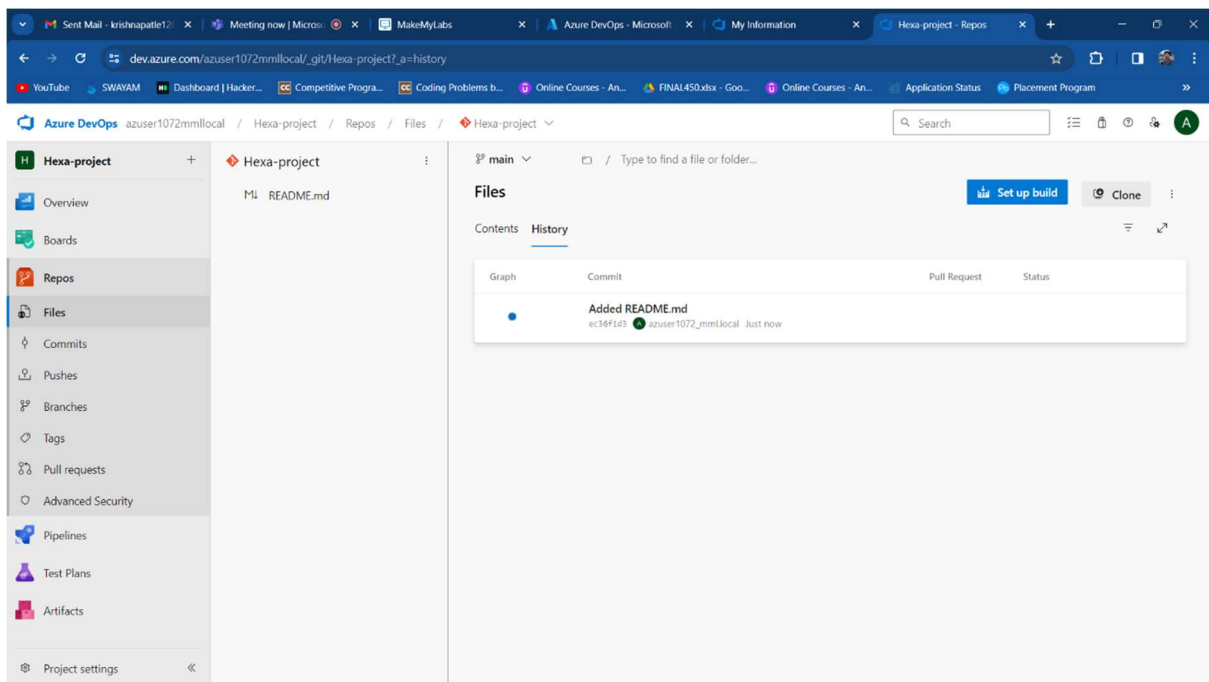 Sent Mail - krishnapatle12
Meeting now | Microso
MakeMyLabs
Azure DevOps - Microsoft
My Information
Hexa-project - Repos
dev.azure.com/azuser1072mmllocal/_git/Hexa-project?_a=history
YouTube
SWAYAM
Dashboard | Hacker...
Competitive Progra...
Coding Problems b...
Online Courses - An...
FINAL450.xlsx - Goo...
Online Courses - An...
Application Status
Placement Program
Azure DevOps azuser1072mmllocal / Hexa-project / Repos / Files / Hexa-project
Search
A
H Hexa-project
Overview
Boards
Repos
Files
Commits
Pushes
Branches
Tags
Pull requests
Advanced Security
Pipelines
Test Plans
Artifacts
Project settings
Hexa-project
README.md
main / Type to find a file or folder...
Files
Set up build
Clone
Contents History
Graph Commit Pull Request Status
Added README.md
ec36f1d3 A azuser1072_mml.local Just now